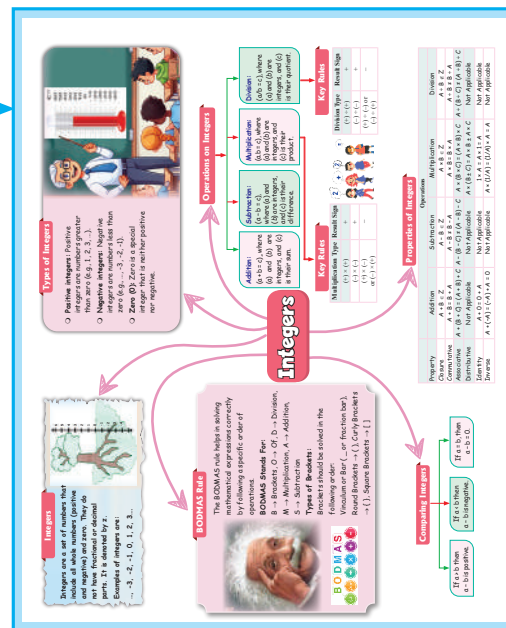 Integers
Integers
Integers are a set of numbers that
include all whole numbers (positive
and negative) and zero. They do
not have fractional or decimal
parts. It is denoted by z.
Examples of integers are:
..., -3, -2, -1, 0, 1, 2, 3...
Types of Integers
Positive integers: Positive
integers are numbers greater
than zero (e.g., 1, 2, 3, ...).
Negative integers: Negative
integers are numbers less than
zero (e.g., ..., -3, -2, -1).
Zero (0): Zero is a special
integer that is neither positive
nor negative.
BODMAS Rule
The BODMAS rule helps in solving
mathematical expressions correctly
by following a specific order of
operations.
BODMAS Stands For:
B → Brackets, O → Of, D → Division,
M → Multiplication, A → Addition,
S → Subtraction
Types of Brackets:
Brackets should be solved in the
following order:
Vinculum or Bar ( _ or fraction bar),
Round Brackets → ( ), Curly Brackets
→ { }, Square Brackets → [ ]
BODMAS
Operations on Integers
Addition:
(a + b = c), where
(a) and (b) are
integers, and (c)
is their sum.
Subtraction:
(a - b = c),
where (a) and
(b) are integers,
and (c) is their
difference.
Multiplication:
(a.b = c), where
(a) and (b) are
integers, and
(c) is their
product.
Division:
(a/b = c), where
(a) and (b) are
integers, and (c)
is their quotient.
Key Rules
Multiplication Type Result Sign
(+) × (+) +
(-) × (-) +
(+) × (-) -
or (-) × (+)
Key Rules
Division Type Result Sign
(+) ÷ (+) +
(-) ÷ (-) +
(+) ÷ (-) or -
(-) ÷ (+)
Comparing Integers
If a > b then
a - b is positive.
If a < b then
a - b is negative.
If a = b, then
a - b = 0.
Properties of Integers
Operation
Property Addition Subtraction Multiplication Division
Closure A + B ∈ Z A - B ∈ Z A × B ∈ Z A ÷ B ∉ Z
Commutative A + B = B + A A - B ≠ B - A A × B = B × A A ÷ B ≠ B ÷ A
Associative A + (B + C) = (A + B) + C A - (B - C) ≠ (A - B) - C A × (B × C) = (A × B) × C A ÷ (B ÷ C) ≠ (A ÷ B) ÷ C
Distributive Not Applicable Not Applicable A × (B ± C) = A × B ± A × C Not Applicable
Identity A + 0 = 0 + A Not Applicable 1 × A = A × 1 = A Not Applicable
Inverse A + (-A) = (-A) + A = 0 Not Applicable A × (1/A) = (1/A) × A = A Not Applicable